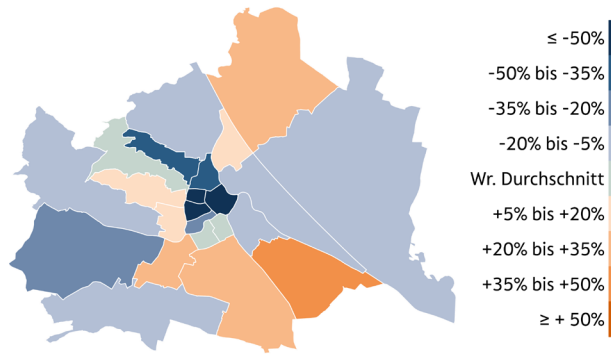 ≤ -50%
-50% bis -35%
-35% bis -20%
-20% bis -5%
Wr. Durchschnitt
+5% bis +20%
+20% bis +35%
+35% bis +50%
≥ + 50%